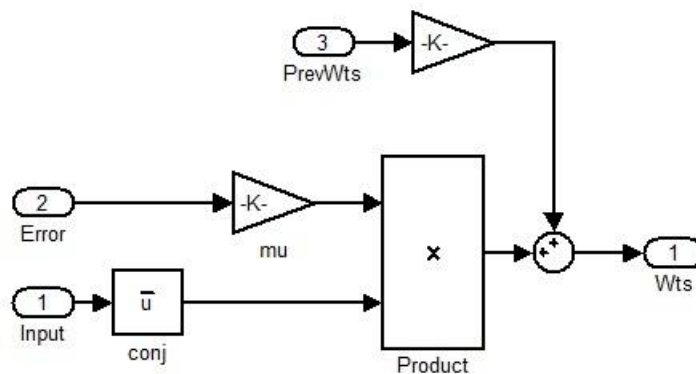 3
-K-
PrevWts
2
-K-
Error
mu
×
++
1
Wts
1
u̅
Input
conj
Product